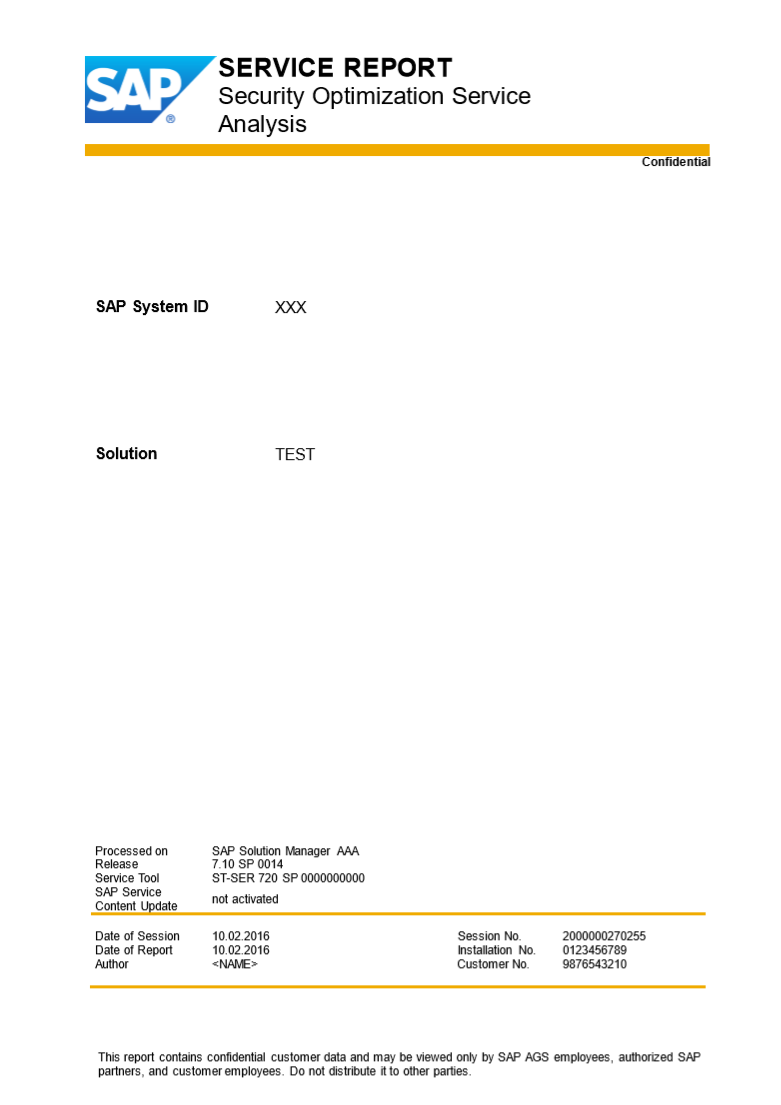 SAP ®
SERVICE REPORT
Security Optimization Service
Analysis
Confidential
SAP System ID XXX
Solution TEST
Processed on SAP Solution Manager AAA
Release 7.10 SP 0014
Service Tool ST-SER 720 SP 0000000000
SAP Service
Content Update not activated
Date of Session 10.02.2016 Session No. 2000000270255
Date of Report 10.02.2016 Installation No. 0123456789
Author <NAME> Customer No. 9876543210
This report contains confidential customer data and may be viewed only by SAP AGS employees, authorized SAP
partners, and customer employees. Do not distribute it to other parties.